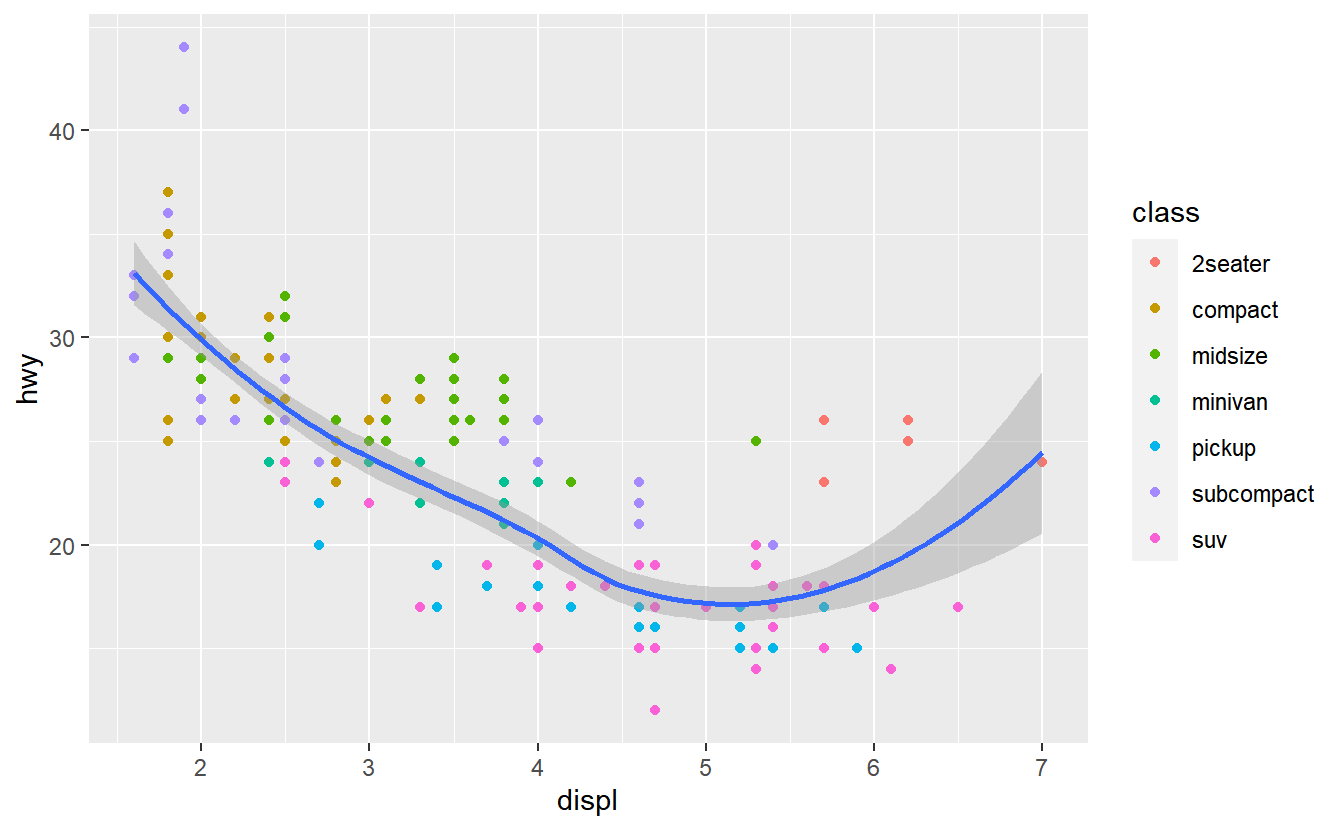 40
30
20
hwy
2 3 4 5 6 7
displ
class
2seater
compact
midsize
minivan
pickup
subcompact
suv